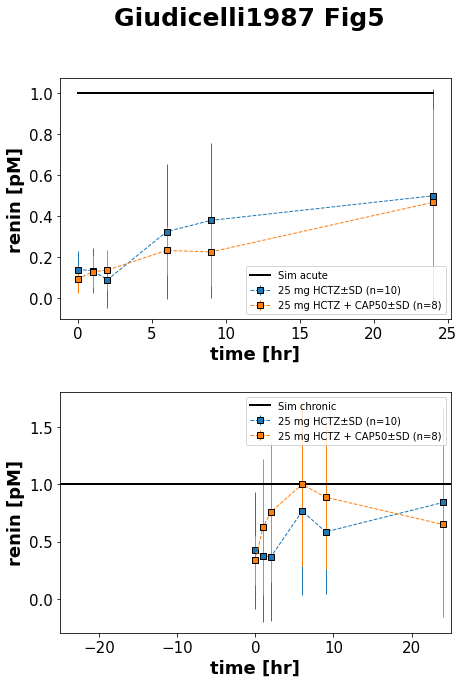 Giudicelli1987 Fig5
renin [pM]
1.0
0.8
0.6
0.4
0.2
0.0
Sim acute
25 mg HCTZ±SD (n=10)
25 mg HCTZ + CAP50±SD (n=8)
0 5 10 15 20 25
time [hr]
renin [pM]
1.5
1.0
0.5
0.0
Sim chronic
25 mg HCTZ±SD (n=10)
25 mg HCTZ + CAP50±SD (n=8)
−20 −10 0 10 20
time [hr]